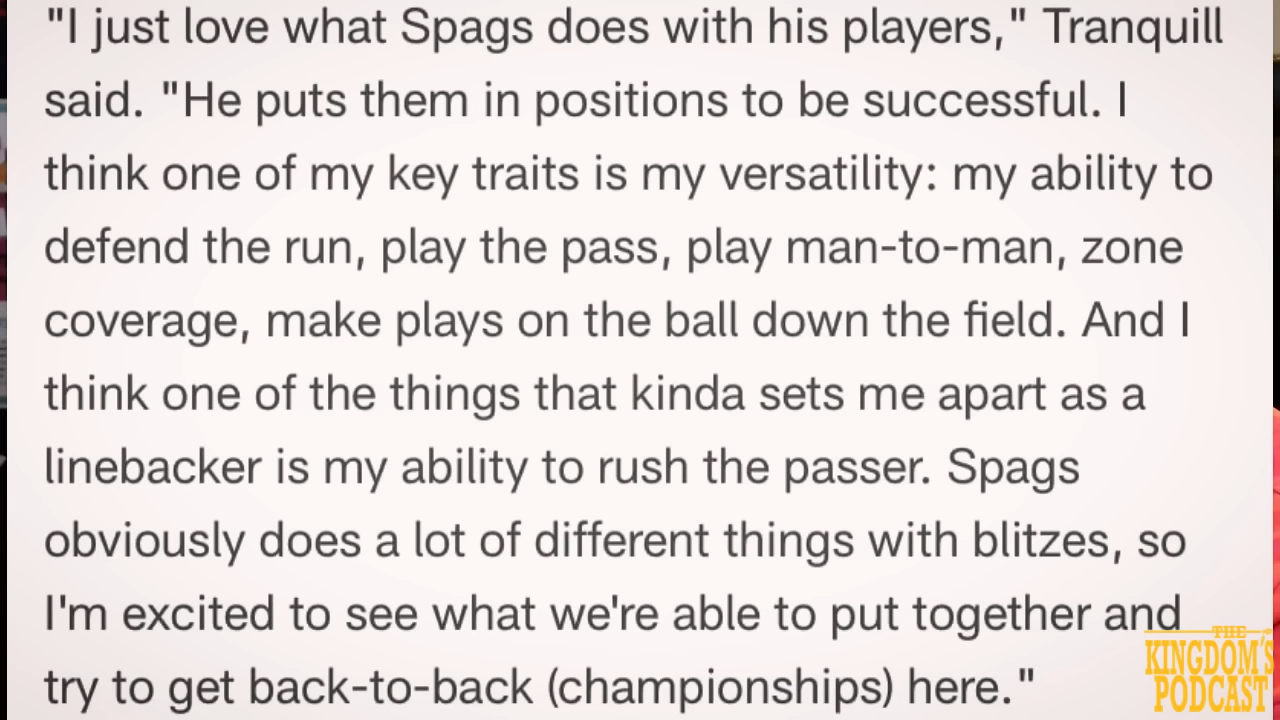 "I just love what Spags does with his players," Tranquill
said. "He puts them in positions to be successful. I
think one of my key traits is my versatility: my ability to
defend the run, play the pass, play man-to-man, zone
coverage, make plays on the ball down the field. And I
think one of the things that kinda sets me apart as a
linebacker is my ability to rush the passer. Spags
obviously does a lot of different things with blitzes, so
I'm excited to see what we're able to put together and
try to get back-to-back (championships) here."
THE
KINGDOM'S
PODCAST